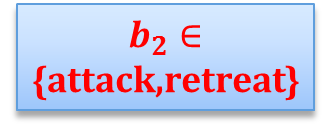 b₂ ∈
{attack,retreat}